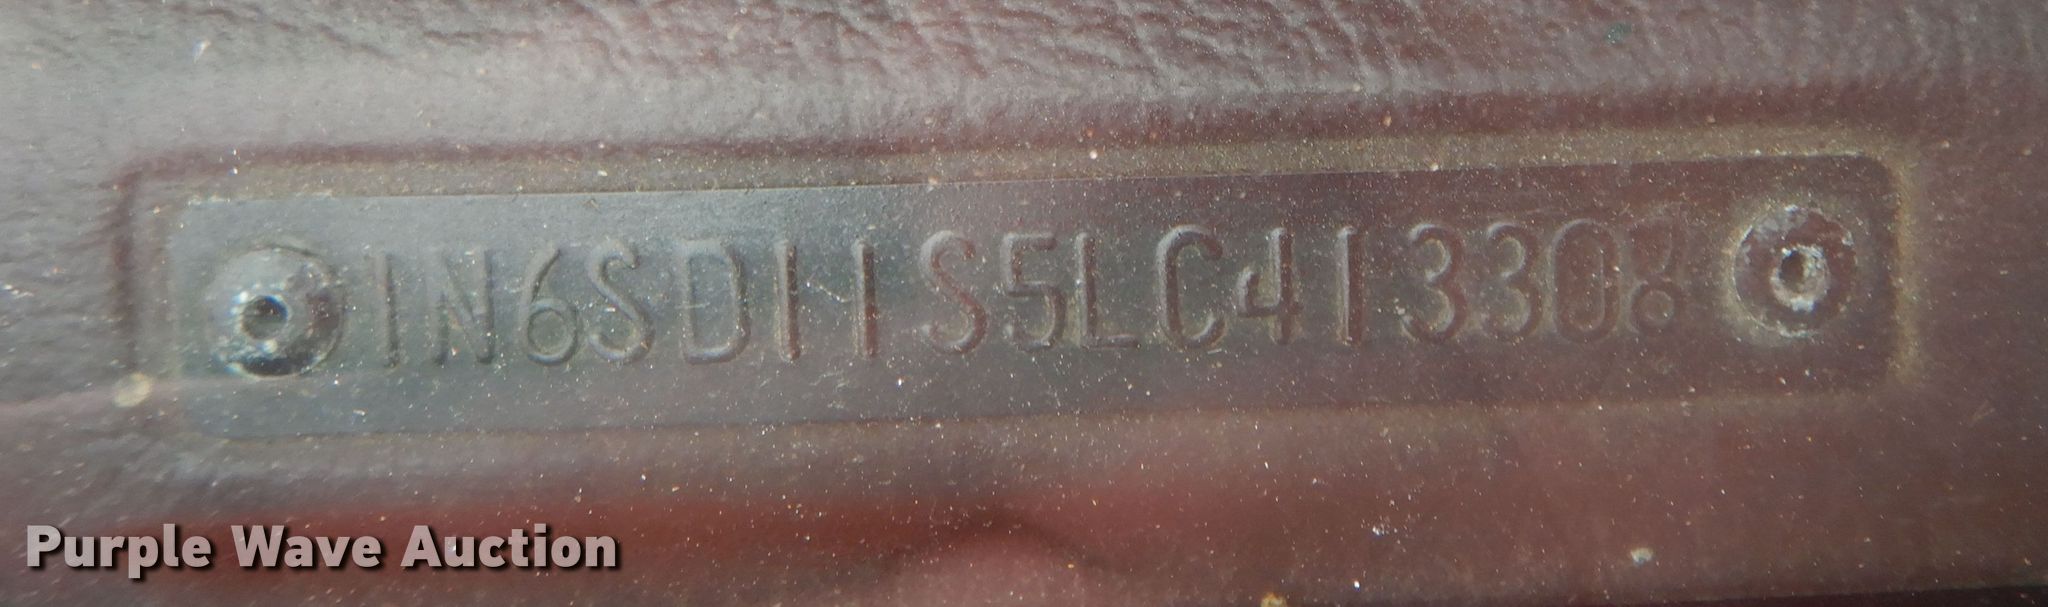 1N6SD11S5LC413308
Purple Wave Auction